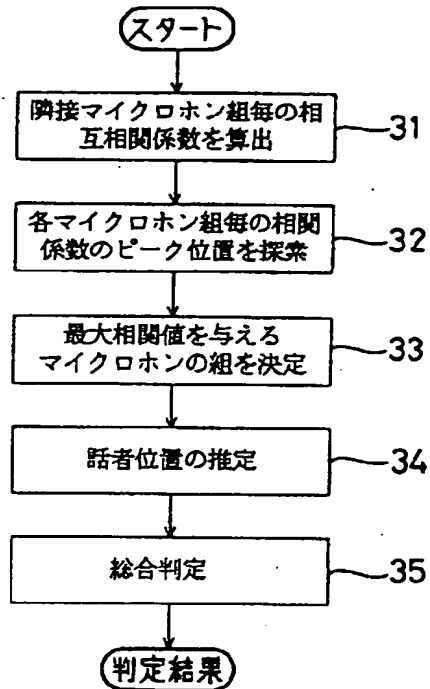 スタート
隣接マイクロホン組毎の相
互相関係数を算出
31
各マイクロホン組毎の相関
係数のピーク位置を探索
32
最大相関値を与える
マイクロホンの組を決定
33
話者位置の推定
34
総合判定
35
判定結果